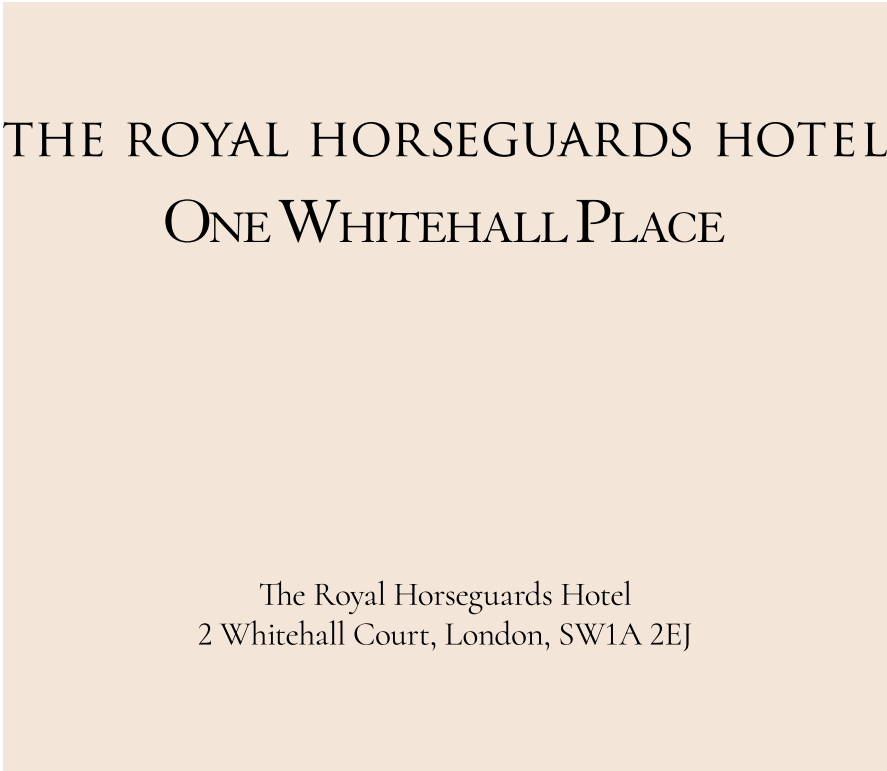 THE ROYAL HORSEGUARDS HOTEL
ONE WHITEHALL PLACE
The Royal Horseguards Hotel
2 Whitehall Court, London, SW1A 2EJ